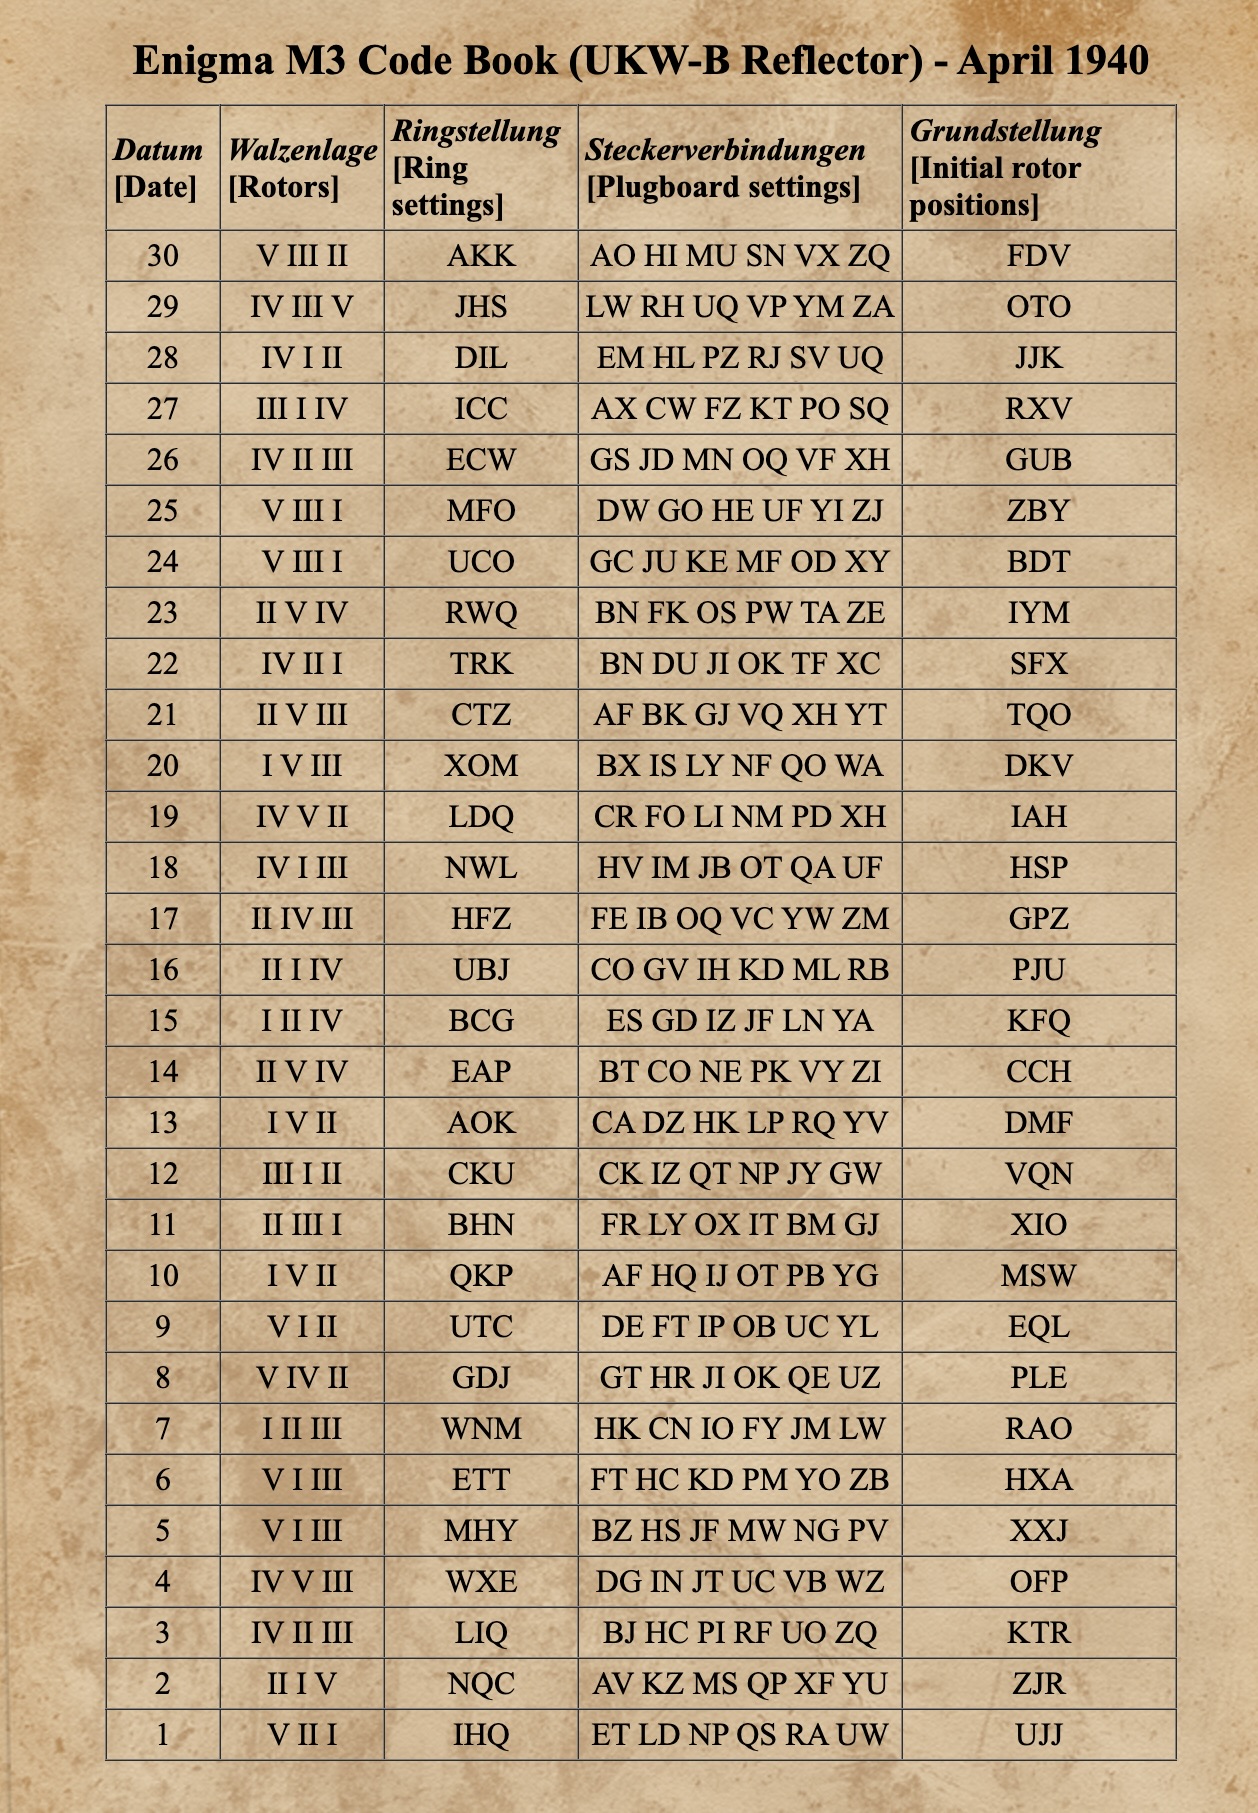 Enigma M3 Code Book (UKW-B Reflector) - April 1940
Datum [Date] Walzenlage [Rotors] Ringstellung [Ring settings] Steckerverbindungen [Plugboard settings] Grundstellung [Initial rotor positions]
30 V III II AKK AO HI MU SN VX ZQ FDV
29 IV III V JHS LW RH UQ VP YM ZA OTO
28 IV I II DIL EM HL PZ RJ SV UQ JJK
27 III I IV ICC AX CW FZ KT PO SQ RXV
26 IV II III ECW GS JD MN OQ VF XH GUB
25 V III I MFO DW GO HE UF YI ZJ ZBY
24 V III I UCO GC JU KE MF OD XY BDT
23 II V IV RWQ BN FK OS PW TA ZE IYM
22 IV II I TRK BN DU JI OK TF XC SFX
21 II V III CTZ AF BK GJ VQ XH YT TQO
20 I V III XOM BX IS LY NF QO WA DKV
19 IV V II LDQ CR FO LI NM PD XH IAH
18 IV I III NWL HV IM JB OT QA UF HSP
17 II IV III HFZ FE IB OQ VC YW ZM GPZ
16 II I IV UBJ CO GV IH KD ML RB PJU
15 I II IV BCG ES GD IZ JF LN YA KFQ
14 II V IV EAP BT CO NE PK VY ZI CCH
13 I V II AOK CA DZ HK LP RQ YV DMF
12 III I II CKU CK IZ QT NP JY GW VQN
11 II III I BHN FR LY OX IT BM GJ XIO
10 I V II QKP AF HQ IJ OT PB YG MSW
9 V I II UTC DE FT IP OB UC YL EQL
8 V IV II GDJ GT HR JI OK QE UZ PLE
7 I II III WNM HK CN IO FY JM LW RAO
6 V I III ETT FT HC KD PM YO ZB HXA
5 V I III MHY BZ HS JF MW NG PV XXJ
4 IV V III WXE DG IN JT UC VB WZ OFP
3 IV II III LIQ BJ HC PI RF UO ZQ KTR
2 II I V NQC AV KZ MS QP XF YU ZJR
1 V II I IHQ ET LD NP QS RA UW UJJ